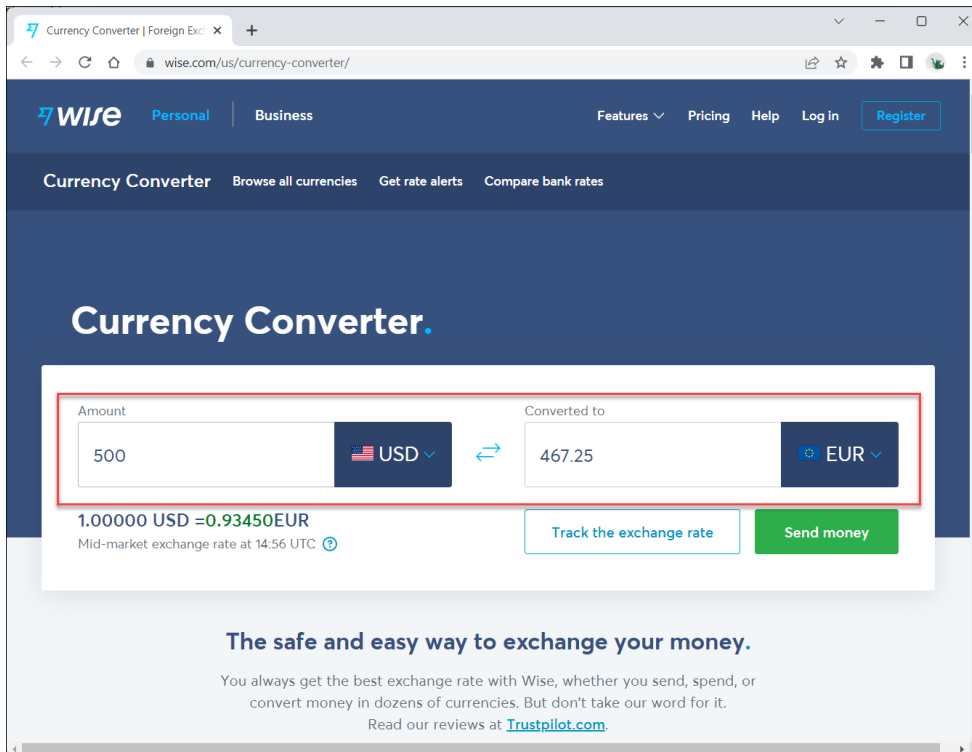 Currency Converter | Foreign Exc
wise.com/us/currency-converter/
WISE Personal Business Features Pricing Help Log in Register
Currency Converter Browse all currencies Get rate alerts Compare bank rates
Currency Converter.
Amount Converted to
500 USD 467.25 EUR
1.00000 USD =0.93450EUR Track the exchange rate Send money
Mid-market exchange rate at 14:56 UTC ?
The safe and easy way to exchange your money.
You always get the best exchange rate with Wise, whether you send, spend, or
convert money in dozens of currencies. But don't take our word for it.
Read our reviews at Trustpilot.com.